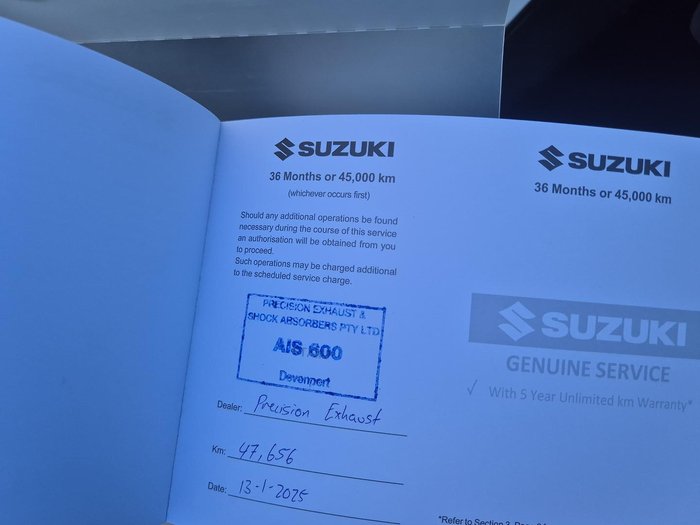 SUZUKI
36 Months or 45,000 km
(whichever occurs first)
Should any additional operations be found
necessary during the course of this service
an authorisation will be obtained from you
to proceed.
Such operations may be charged additional
to the scheduled service charge.
PRECISION EXHAUST &
SHOCK ABSORBERS PTY LTD
AIS 600
Devonport
Dealer: Precision Exhaust
Km: 47,656
Date: 13-1-2025
SUZUKI
36 Months or 45,000 km
SUZUKI
GENUINE SERVICE
✓ With 5 Year Unlimited km Warranty*
*Refer to Section 3,